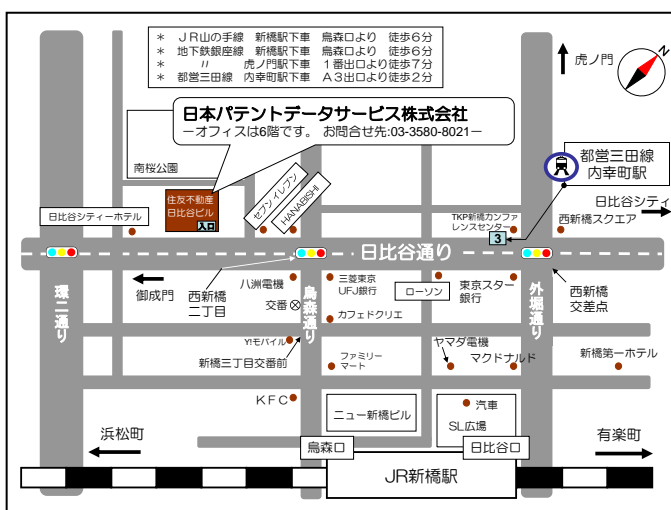 ＊ ＪＲ山の手線 新橋駅下車 烏森口より 徒歩６分
＊ 地下鉄銀座線 新橋駅下車 烏森口より 徒歩６分
＊ 〃 虎ノ門駅下車 １番出口より徒歩７分
＊ 都営三田線 内幸町駅下車 Ａ３出口より徒歩２分
虎ノ門
N
日本パテントデータサービス株式会社
－オフィスは6階です。 お問合せ先:03-3580-8021－
都営三田線
内幸町駅
南桜公園
住友不動産
日比谷ビル
入口
セブンイレブン
HANABISHI
日比谷シティーホテル
TKP新橋カンファ
レンスセンター
3
西新橋スクエア
日比谷シティ
日比谷通り
御成門
西新橋
二丁目
八洲電機
三菱東京
UFJ銀行
ローソン
東京スター
銀行
西新橋
交差点
環二通り
烏森通り
外堀通り
交番
カフェドクリエ
Y!モバイル
新橋三丁目交番前
ファミリー
マート
ヤマダ電機
マクドナルド
新橋第一ホテル
ＫＦＣ
ニュー新橋ビル
汽車
SL広場
浜松町
烏森口
日比谷口
有楽町
JR新橋駅